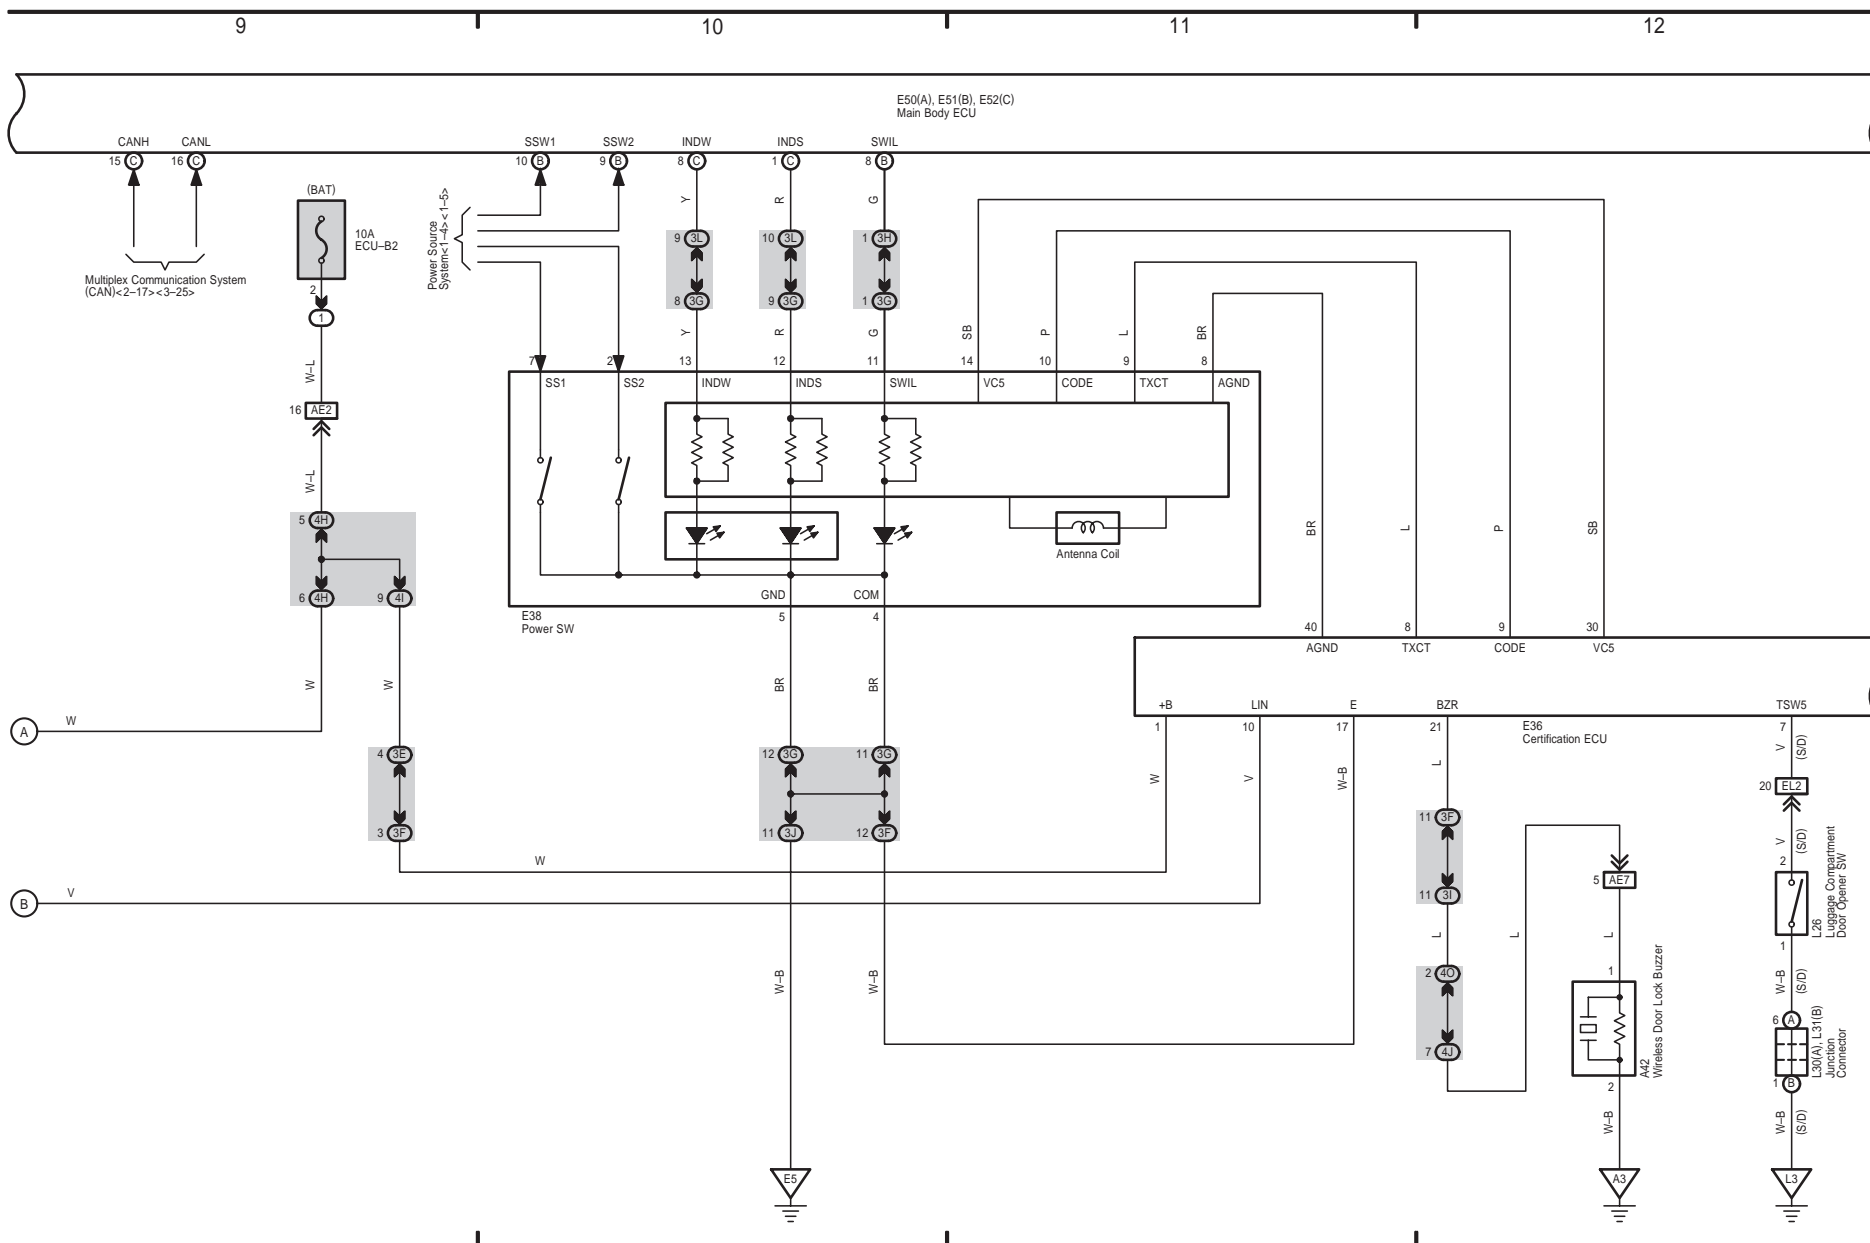 9 10 11 12
E50(A), E51(B), E52(C)
Main Body ECU
CANH CANL SSW1 SSW2 INDW INDS SWIL
15 C 16 C 10 B 9 B 8 C 1 C 8 B
(BAT)
10A
ECU–B2
2
1
Multiplex Communication System
(CAN)<2–17><3–25>
Power Source
System<1–4><1–5>
Y R G
9 3L 10 3L 1 3H
8 3G 9 3G 1 3G
Y R G SB P L BR
7 2 13 12 11 14 10 9 8
SS1 SS2 INDW INDS SWIL VC5 CODE TXCT AGND
W–L
16 AE2
W–L
5 4H
6 4H 9 4I
Antenna Coil
BR L P SB
GND COM
5 4
E38
Power SW
40 8 9 30
AGND TXCT CODE VC5
W W BR BR
A W
+B LIN E BZR TSW5
1 10 17 21 7
E36
Certification ECU
4 3E 12 3G 11 3G
W V W–B L V (S/D)
20 EL2
3 3F 11 3J 12 3F
11 3F
V (S/D)
W
2
5 AE7
11 3I
B V
L26
Luggage Compartment
Door Opener SW
1
L L L
W–B W–B
2 4O
1
W–B (S/D)
7 4J
A42
Wireless Door Lock Buzzer
6 A
L30(A), L31(B)
Junction
Connector
1 B
2
W–B W–B (S/D)
E5 A3 L3